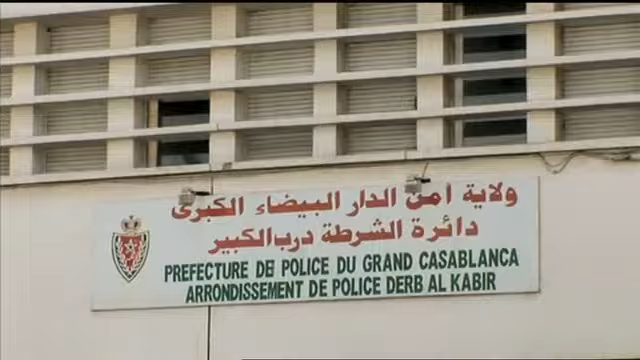 ولاية امن الدار البيضاء الكبرى
دائرة الشرطة درب الكبير
PREFECTURE DE POLICE DU GRAND CASABLANCA
ARRONDISSEMENT DE POLICE DERB AL KABIR